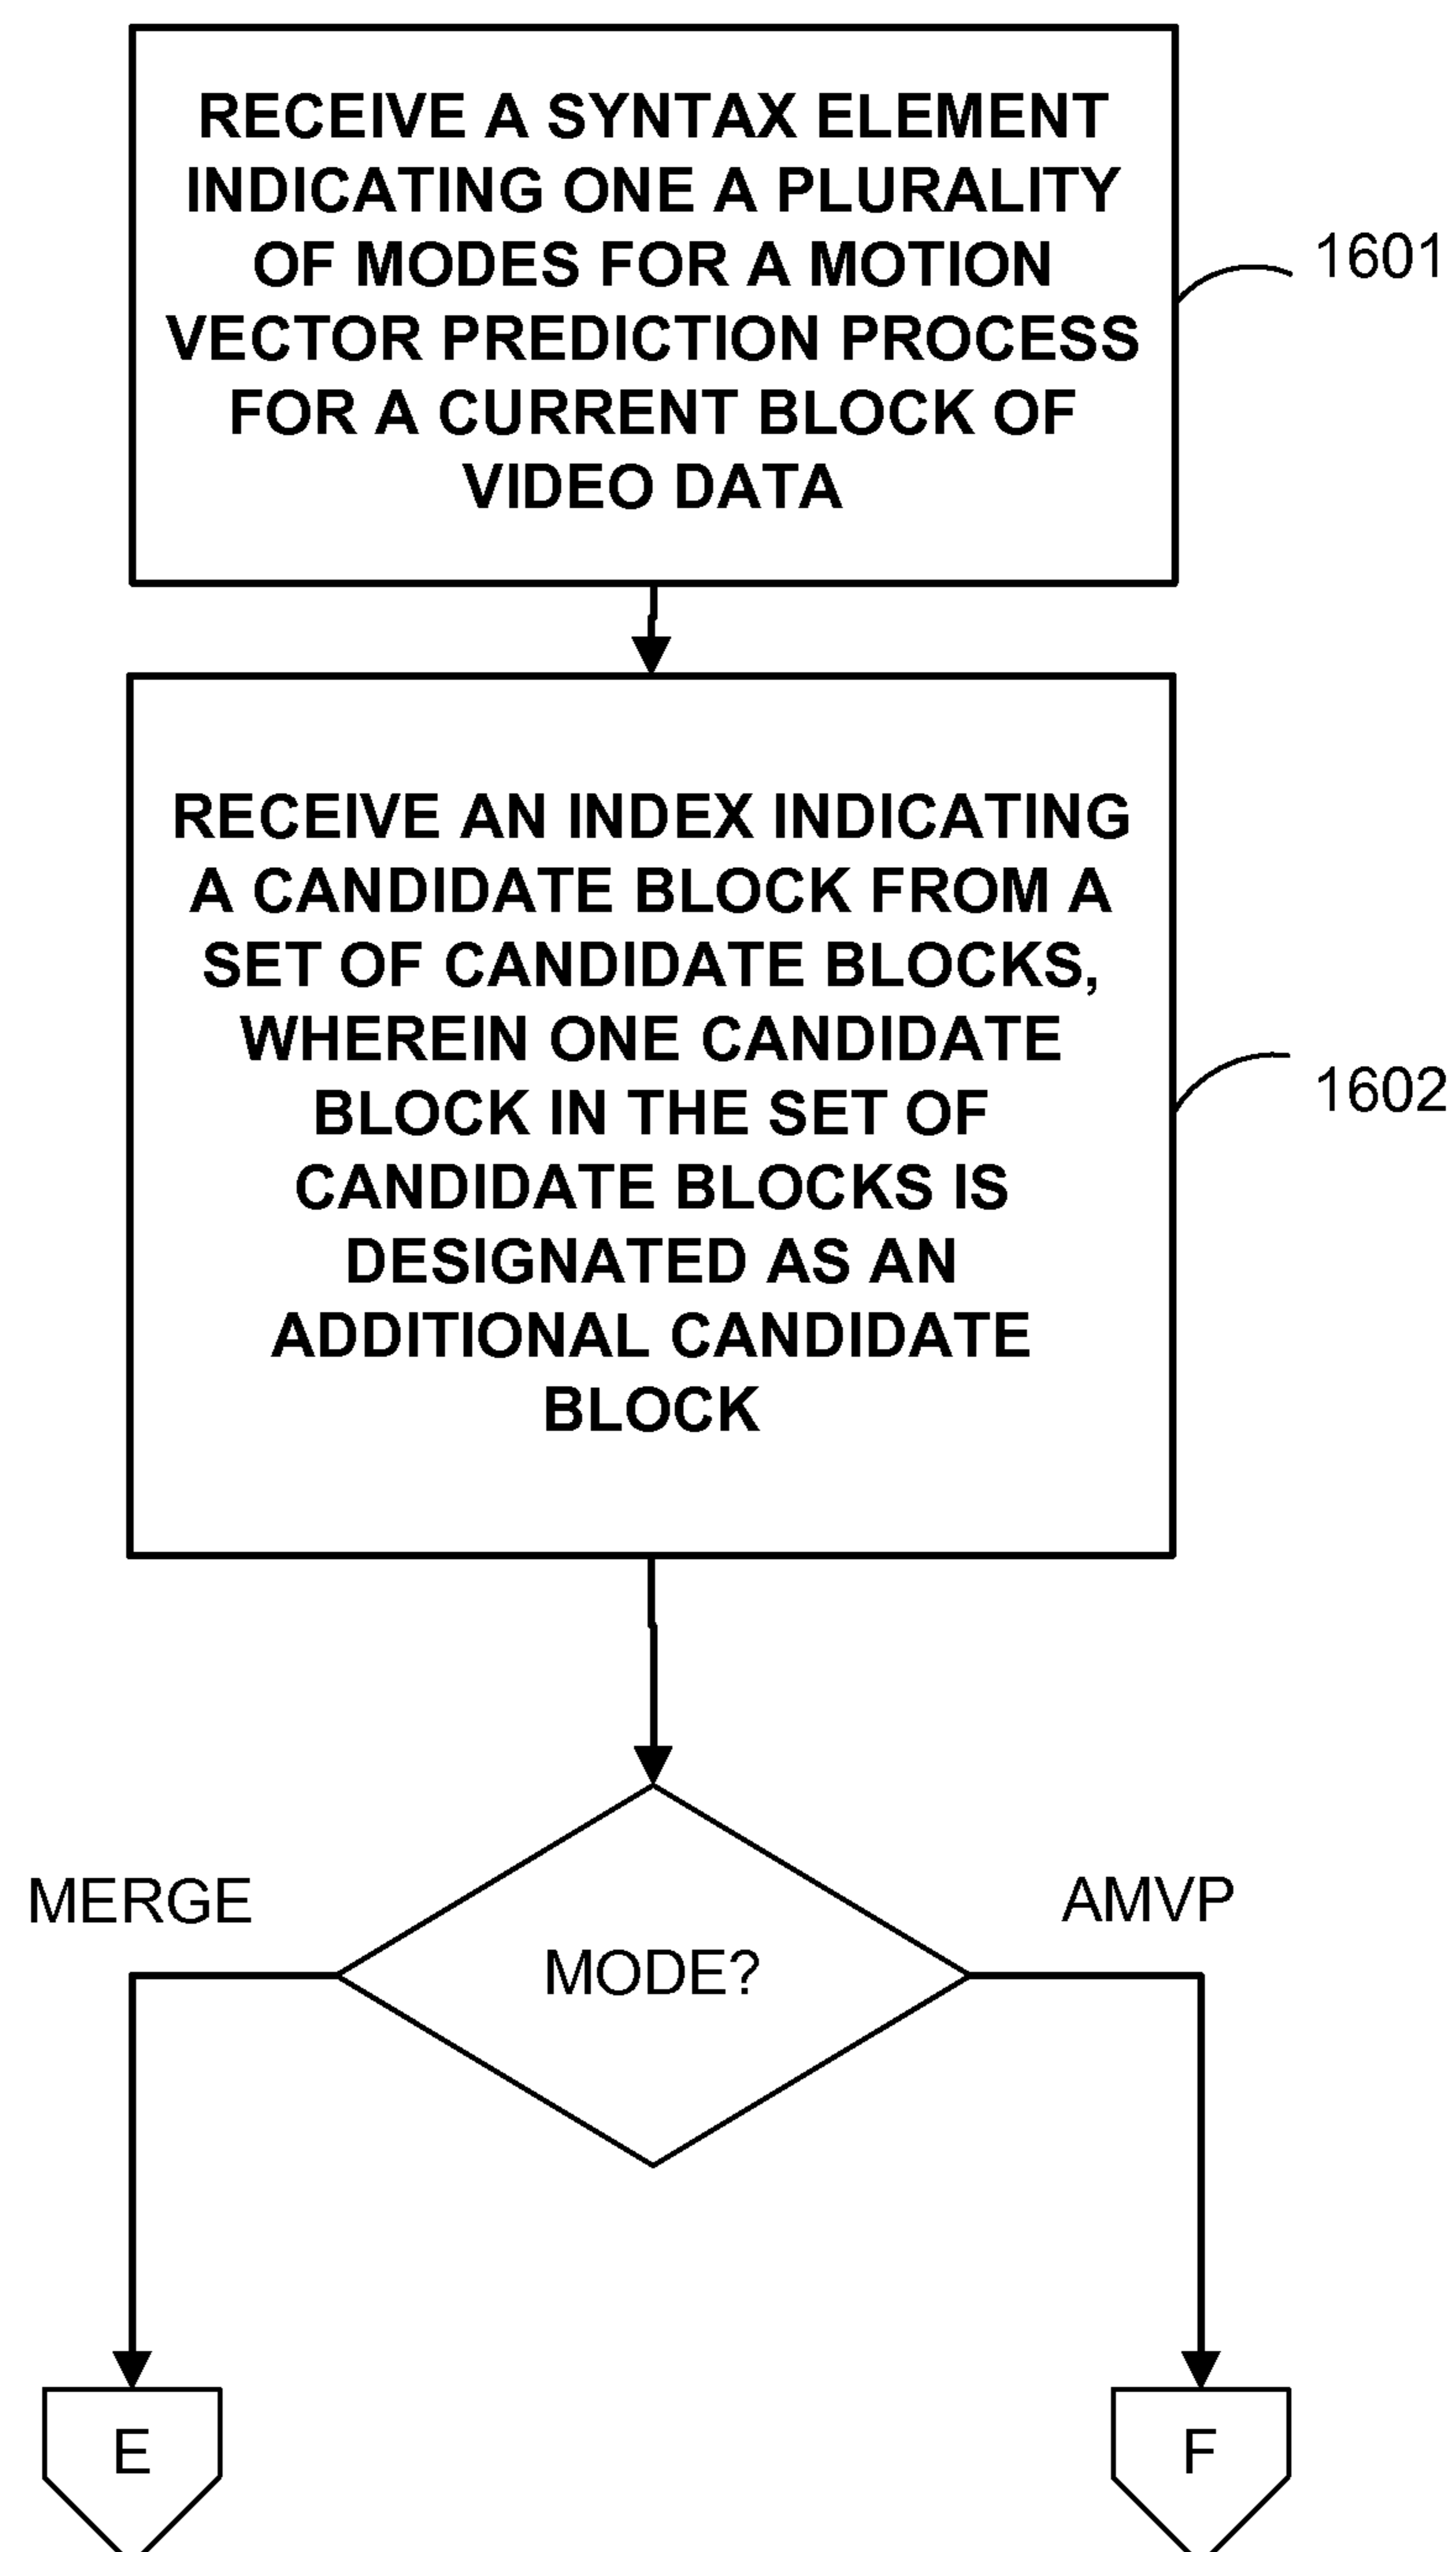 RECEIVE A SYNTAX ELEMENT
INDICATING ONE A PLURALITY
OF MODES FOR A MOTION
VECTOR PREDICTION PROCESS
FOR A CURRENT BLOCK OF
VIDEO DATA
1601
RECEIVE AN INDEX INDICATING
A CANDIDATE BLOCK FROM A
SET OF CANDIDATE BLOCKS,
WHEREIN ONE CANDIDATE
BLOCK IN THE SET OF
CANDIDATE BLOCKS IS
DESIGNATED AS AN
ADDITIONAL CANDIDATE
BLOCK
1602
MERGE
AMVP
MODE?
E
F